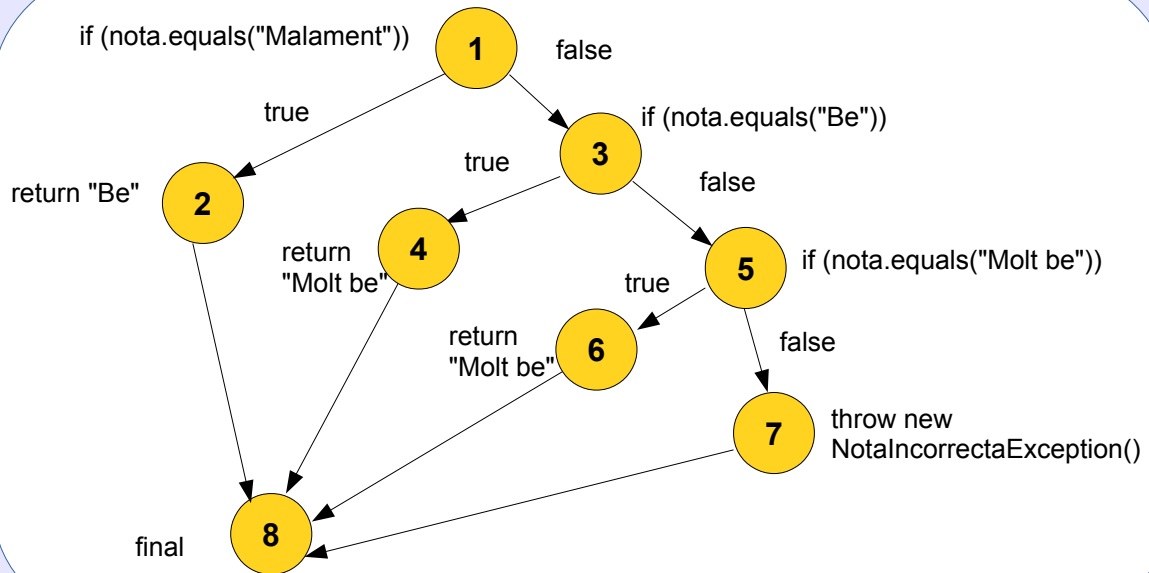 if (nota.equals("Malament"))
1
false
true
if (nota.equals("Be"))
3
true
false
return "Be"
2
return
"Molt be"
4
if (nota.equals("Molt be"))
5
true
return
"Molt be"
6
false
throw new
NotaIncorrectaException()
7
final
8